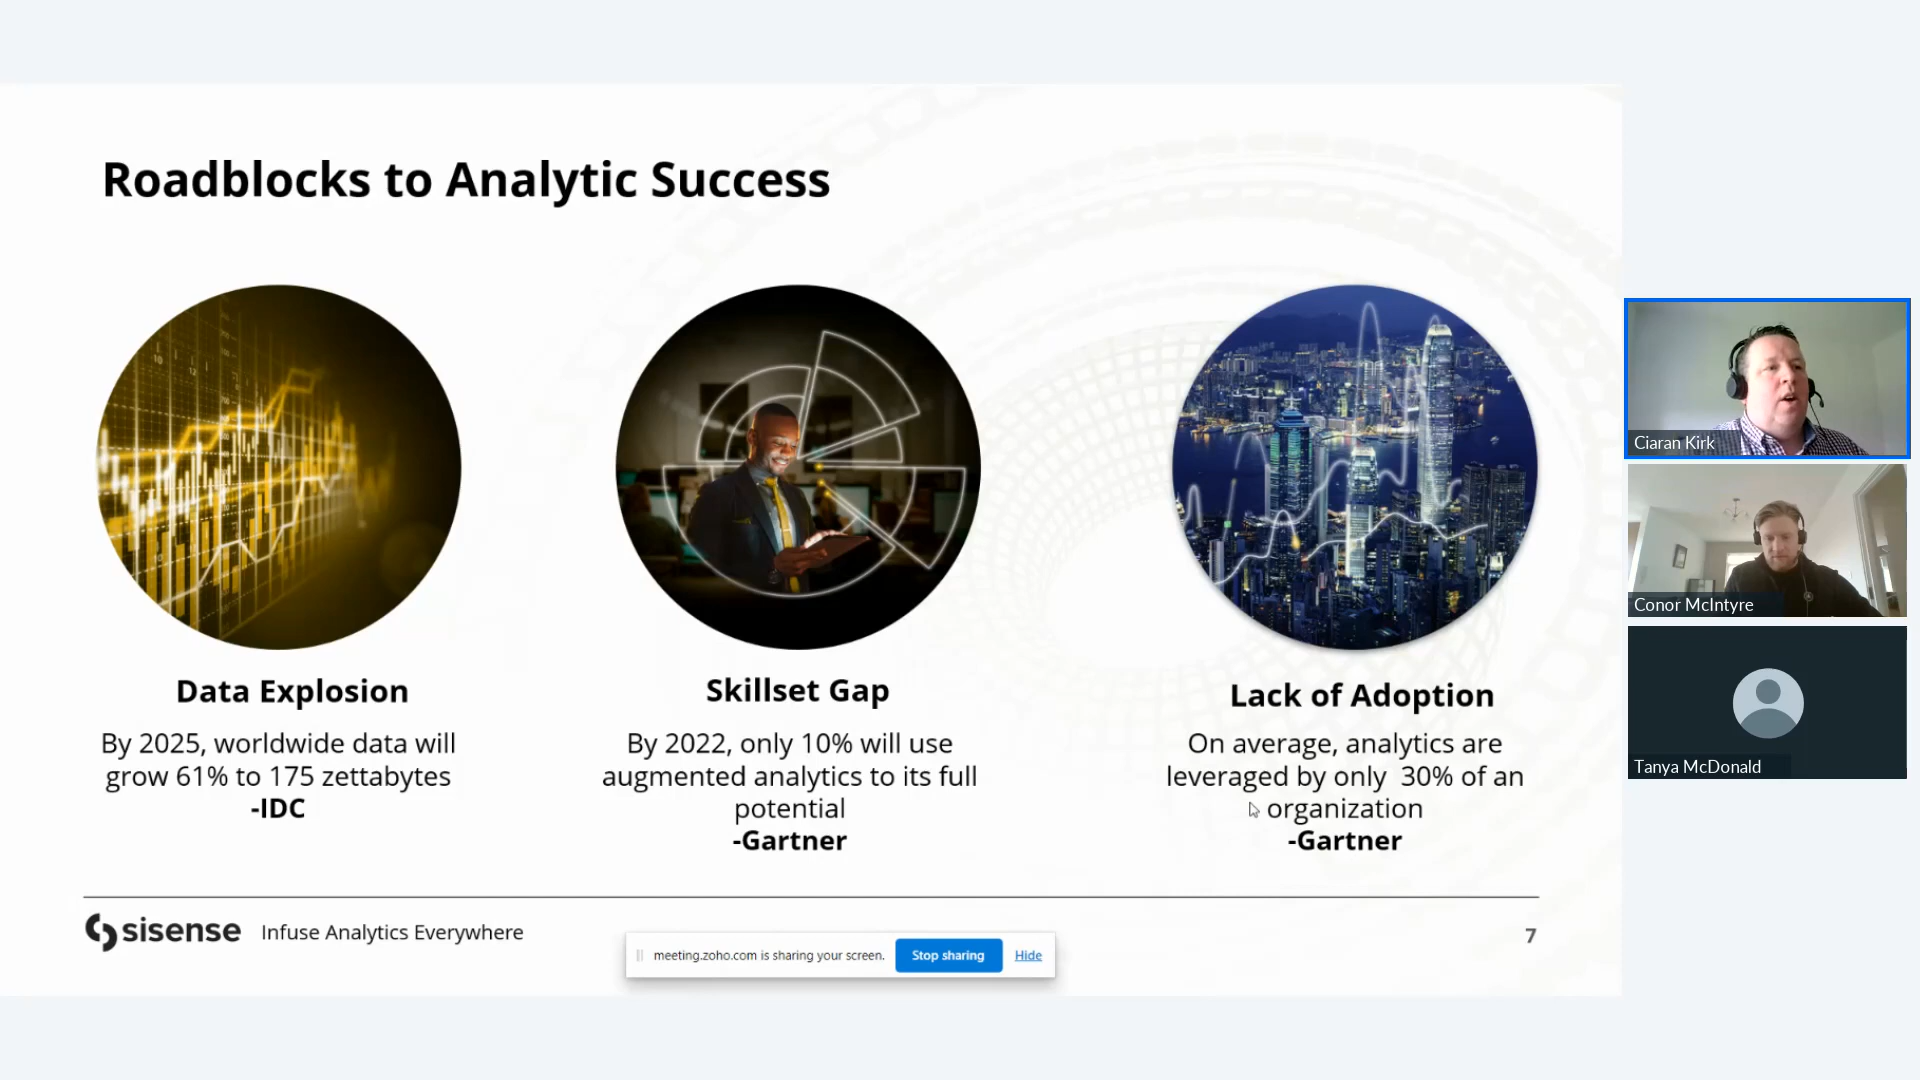 Roadblocks to Analytic Success
Data Explosion
By 2025, worldwide data will
grow 61% to 175 zettabytes
-IDC
Skillset Gap
By 2022, only 10% will use
augmented analytics to its full
potential
-Gartner
Lack of Adoption
On average, analytics are
leveraged by only 30% of an
organization
-Gartner
sisense Infuse Analytics Everywhere
7
meeting.zoho.com is sharing your screen. Stop sharing Hide
Ciaran Kirk
Conor McIntyre
Tanya McDonald